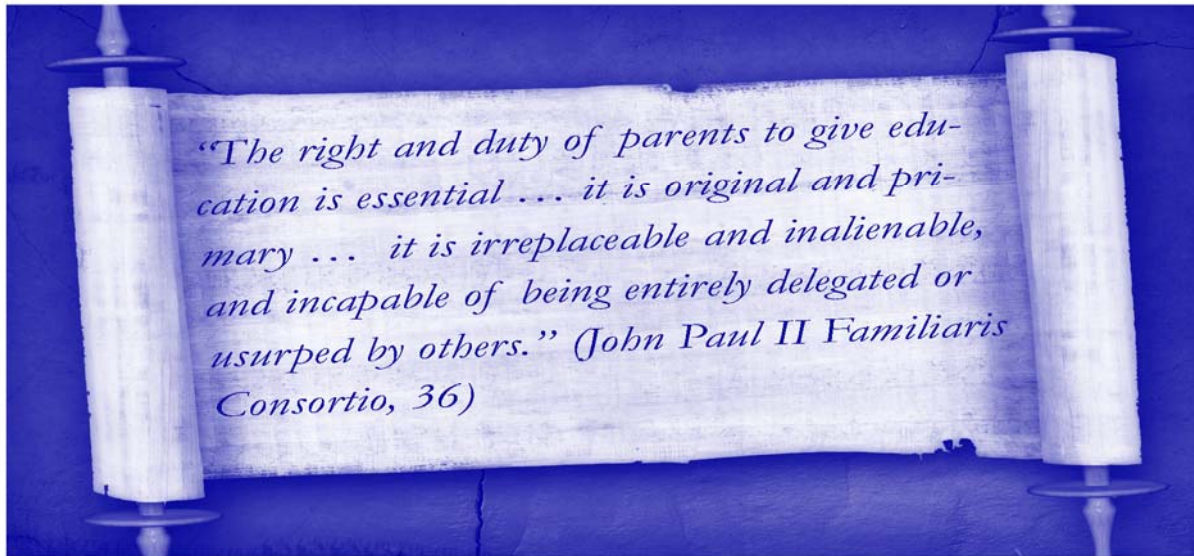 “The right and duty of parents to give edu-
cation is essential … it is original and pri-
mary … it is irreplaceable and inalienable,
and incapable of being entirely delegated or
usurped by others.” (John Paul II Familiaris
Consortio, 36)